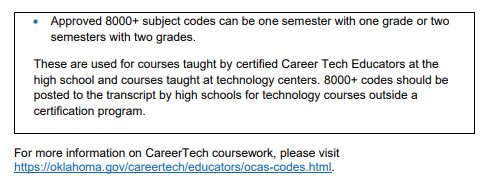 • Approved 8000+ subject codes can be one semester with one grade or two
semesters with two grades.
These are used for courses taught by certified Career Tech Educators at the
high school and courses taught at technology centers. 8000+ codes should be
posted to the transcript by high schools for technology courses outside a
certification program.
For more information on CareerTech coursework, please visit
https://oklahoma.gov/careertech/educators/ocas-codes.html.